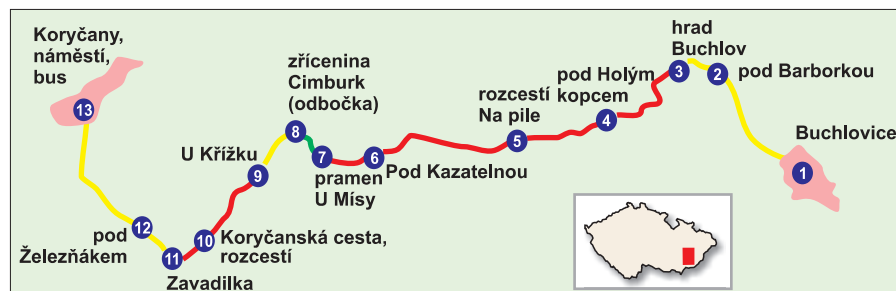 Koryčany,
náměstí,
bus
13
zřícenina
Cimburk
(odbočka)
8
hrad
Buchlov
3
2
pod Barborkou
rozcestí
Na pile
5
pod Holým
kopcem
4
Buchlovice
1
U Křížku
9
7
pramen
U Mísy
6
Pod Kazatelnou
12
pod
Železňákem
11
Zavadilka
10
Koryčanská cesta,
rozcestí